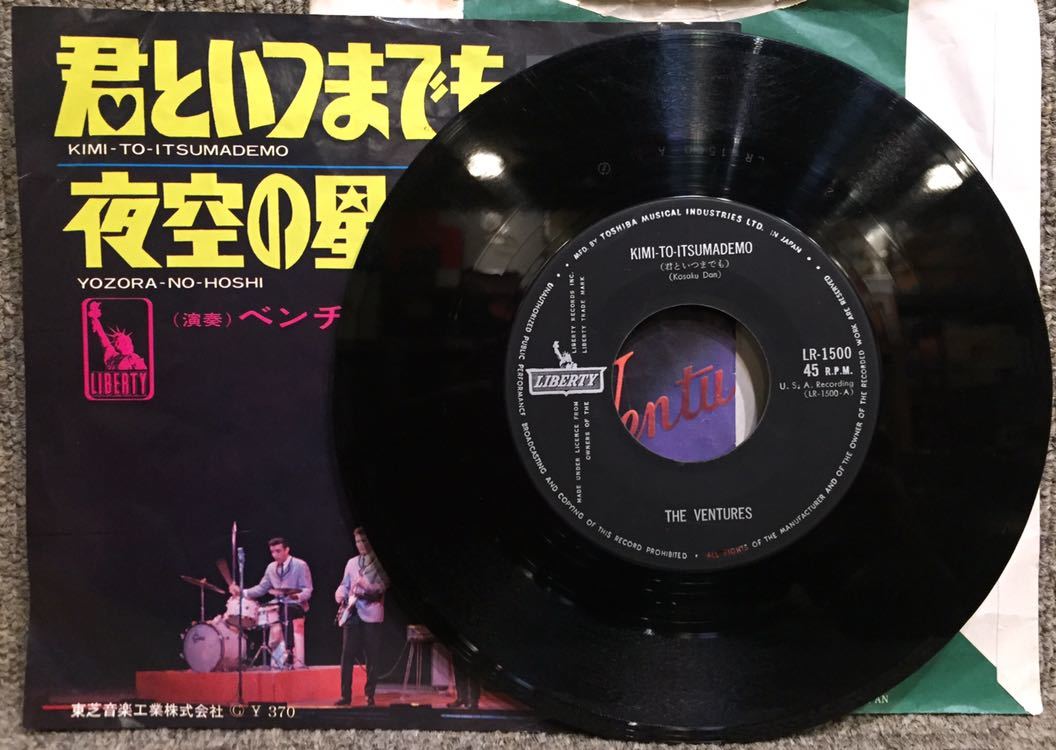 君といつまでも
KIMI-TO-ITSUMADEMO
夜空の星
YOZORA-NO-HOSHI
(演奏) ベンチ
LIBERTY
東芝音楽工業株式会社 Ⓖ Y 370
MFD. BY TOSHIBA MUSICAL INDUSTRIES LTD. IN JAPAN
KIMI-TO-ITSUMADEMO
(君といつまでも)
(Kosaku Dan)
LIBERTY RECORDS INC.
LIBERTY TRADE MARK
LIBERTY
MADE UNDER LICENCE FROM
OWNERS OF THE
LR-1500
45 R.P.M.
U. S. A. Recording
(LR-1500-A)
Ventu
THE VENTURES
ALL RIGHTS OF THE MANUFACTURER AND OF THE OWNER OF THE RECORDED WORK ARE RESERVED
UNAUTHORIZED PUBLIC PERFORMANCE BROADCASTING AND COPYING OF THIS RECORD PROHIBITED